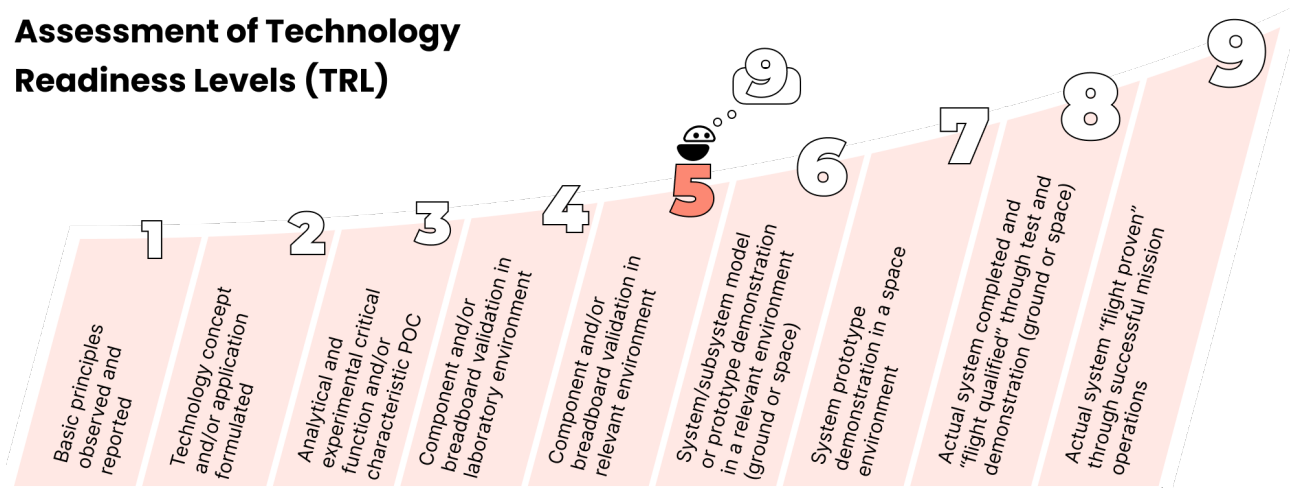 Assessment of Technology
Readiness Levels (TRL)
9
1
2
3
4
5
6
7
8
9
Basic principles
observed and
reported
Technology concept
and/or application
formulated
Analytical and
experimental critical
function and/or
characteristic POC
Component and/or
breadboard validation in
laboratory environment
Component and/or
breadboard validation in
relevant environment
System/subsystem model
or prototype demonstration
in a relevant environment
(ground or space)
System prototype
demonstration in a space
environment
Actual system completed and
“flight qualified” through test and
demonstration (ground or space)
Actual system “flight proven”
through successful mission
operations